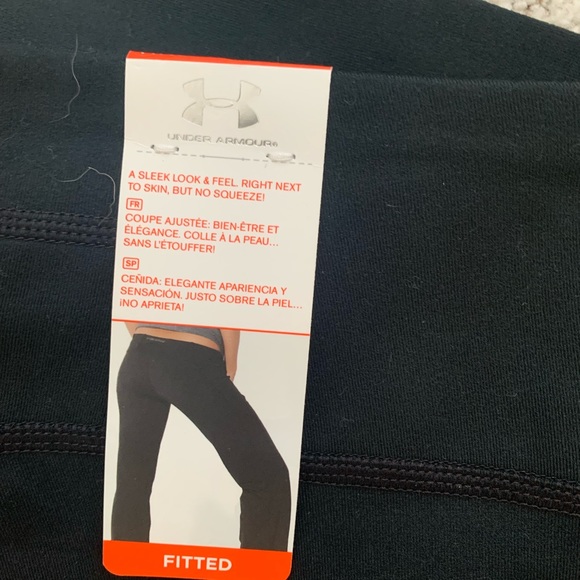 UNDER ARMOUR®
A SLEEK LOOK & FEEL. RIGHT NEXT
TO SKIN, BUT NO SQUEEZE!
FR
COUPE AJUSTÉE: BIEN-ÊTRE ET
ÉLÉGANCE. COLLE À LA PEAU...
SANS L'ÉTOUFFER!
SP
CEÑIDA: ELEGANTE APARIENCIA Y
SENSACIÓN. JUSTO SOBRE LA PIEL...
¡NO APRIETA!
FITTED